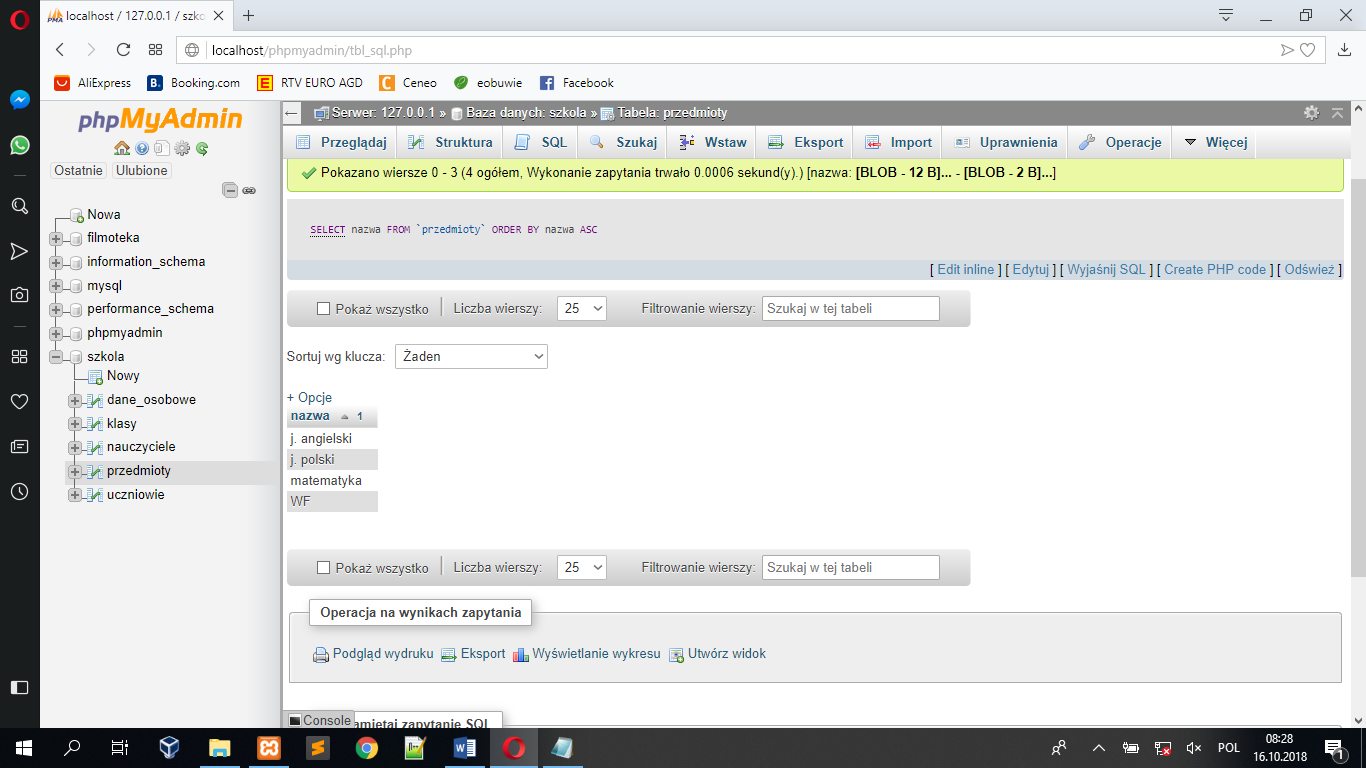 localhost / 127.0.0.1 / szko
localhost/phpmyadmin/tbl_sql.php
AliExpress
Booking.com
RTV EURO AGD
Ceneo
eobuwie
Facebook
phpMyAdmin
Ostatnie
Ulubione
Nowa
filmoteka
information_schema
mysql
performance_schema
phpmyadmin
szkola
Nowy
dane_osobowe
klasy
nauczyciele
przedmioty
uczniowie
Serwer: 127.0.0.1 » Baza danych: szkola » Tabela: przedmioty
Przeglądaj
Struktura
SQL
Szukaj
Wstaw
Eksport
Import
Uprawnienia
Operacje
Więcej
Pokazano wiersze 0 - 3 (4 ogółem, Wykonanie zapytania trwało 0.0006 sekund(y).) [nazwa: [BLOB - 12 B]... - [BLOB - 2 B]...]
SELECT nazwa FROM `przedmioty` ORDER BY nazwa ASC
[ Edit inline ] [ Edytuj ] [ Wyjaśnij SQL ] [ Create PHP code ] [ Odśwież ]
Pokaż wszystko
Liczba wierszy:
25
Filtrowanie wierszy:
Szukaj w tej tabeli
Sortuj wg klucza:
Żaden
+ Opcje
nazwa 1
j. angielski
j. polski
matematyka
WF
Pokaż wszystko
Liczba wierszy:
25
Filtrowanie wierszy:
Szukaj w tej tabeli
Operacja na wynikach zapytania
Podgląd wydruku
Eksport
Wyświetlanie wykresu
Utwórz widok
Console
amiętaj zapytanie SQL
POL
08:28
16.10.2018
1